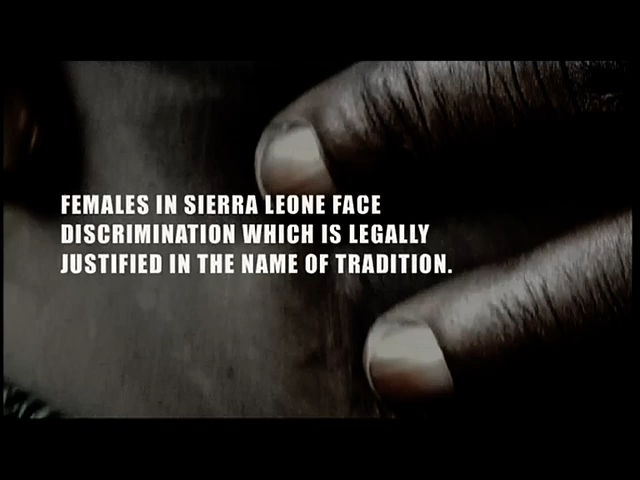 FEMALES IN SIERRA LEONE FACE
DISCRIMINATION WHICH IS LEGALLY
JUSTIFIED IN THE NAME OF TRADITION.